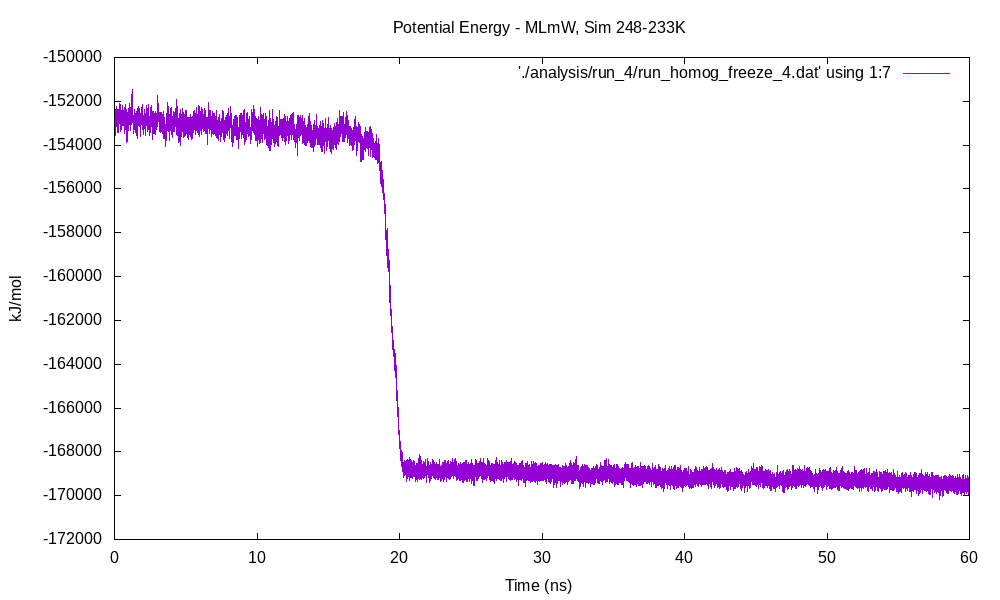 Potential Energy - MLmW, Sim 248-233K
'./analysis/run_4/run_homog_freeze_4.dat' using 1:7
kJ/mol
-150000
-152000
-154000
-156000
-158000
-160000
-162000
-164000
-166000
-168000
-170000
-172000
0 10 20 30 40 50 60
Time (ns)